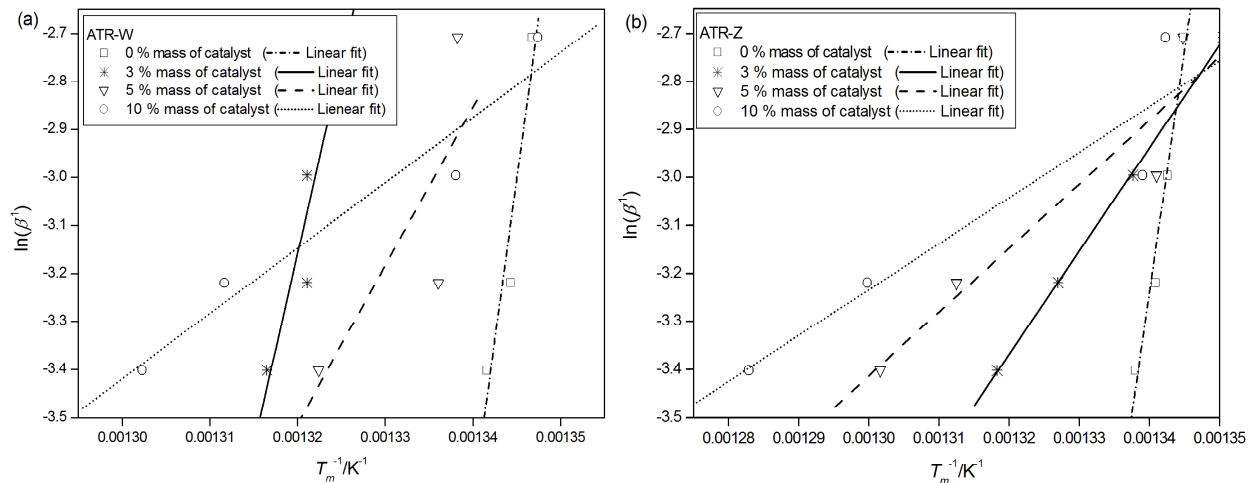 (a)
ATR-W
0 % mass of catalyst ( Linear fit)
3 % mass of catalyst ( Linear fit)
5 % mass of catalyst ( Linear fit)
10 % mass of catalyst ( Lienear fit)
-2.7
-2.8
-2.9
-3.0
-3.1
-3.2
-3.3
-3.4
-3.5
ln(β¹)
0.00130
0.00131
0.00132
0.00133
0.00134
0.00135
Tₘ⁻¹/K⁻¹
(b)
ATR-Z
0 % mass of catalyst ( Linear fit)
3 % mass of catalyst ( Linear fit)
5 % mass of catalyst ( Linear fit)
10 % mass of catalyst ( Linear fit)
-2.7
-2.8
-2.9
-3.0
-3.1
-3.2
-3.3
-3.4
-3.5
ln(β¹)
0.00128
0.00129
0.00130
0.00131
0.00132
0.00133
0.00134
0.00135
Tₘ⁻¹/K⁻¹